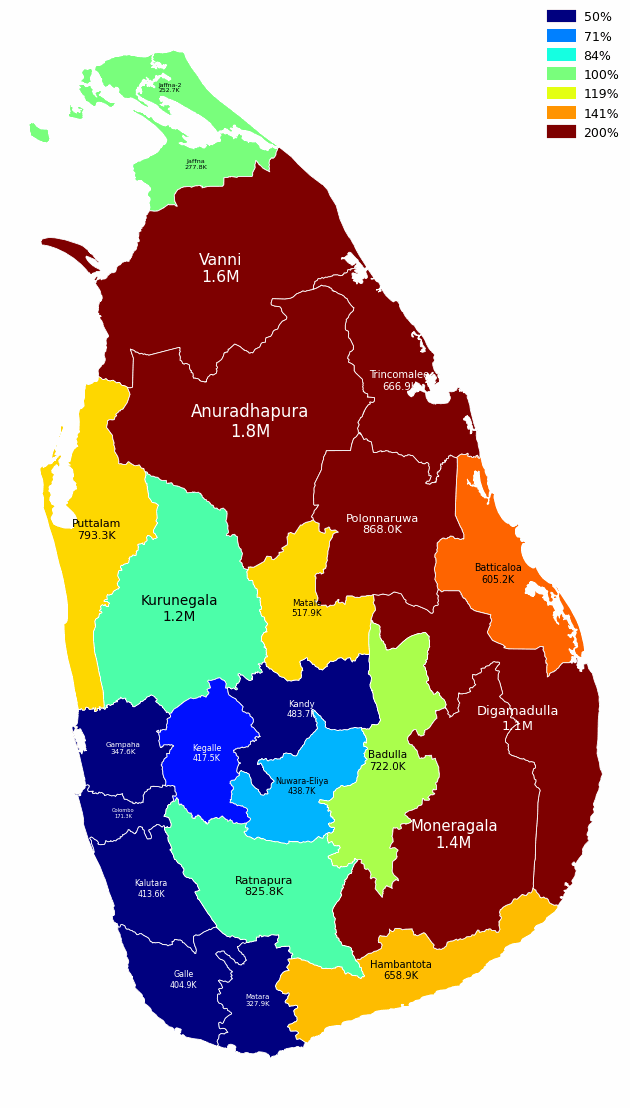 50%
71%
84%
100%
119%
141%
200%
Jaffna-2
252.7K
Jaffna
277.8K
Vanni
1.6M
Trincomalee
666.9K
Anuradhapura
1.8M
Puttalam
793.3K
Polonnaruwa
868.0K
Batticaloa
605.2K
Kurunegala
1.2M
Matale
517.9K
Kandy
483.7K
Digamadulla
1.1M
Gampaha
347.6K
Kegalle
417.5K
Badulla
722.0K
Nuwara-Eliya
438.7K
Colombo
171.3K
Moneragala
1.4M
Kalutara
413.6K
Ratnapura
825.8K
Galle
404.9K
Hambantota
658.9K
Matara
327.9K